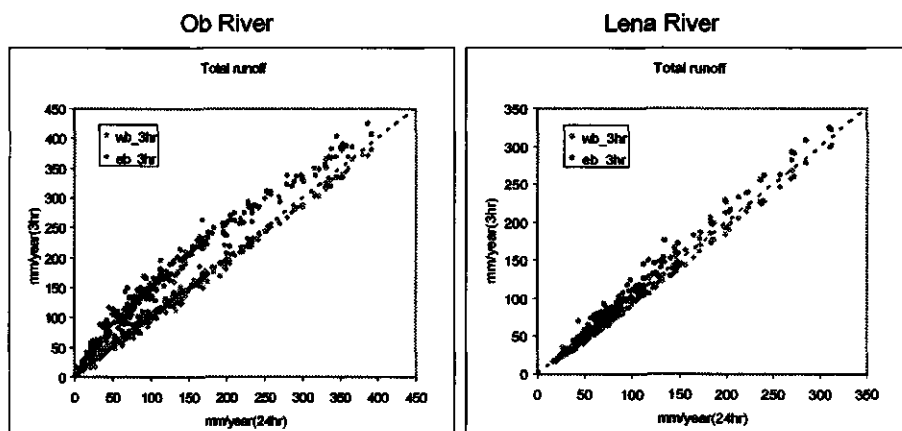 Ob River
Lena River
Total runoff
450
400
350
300
250
200
150
100
50
0
mm/year(3hr)
wb_3hr
eb_3hr
0 50 100 150 200 250 300 350 400 450
mm/year(24hr)
Total runoff
350
300
250
200
150
100
50
0
mm/year(3hr)
wb_3hr
eb_3hr
0 50 100 150 200 250 300 350
mm/year(24hr)